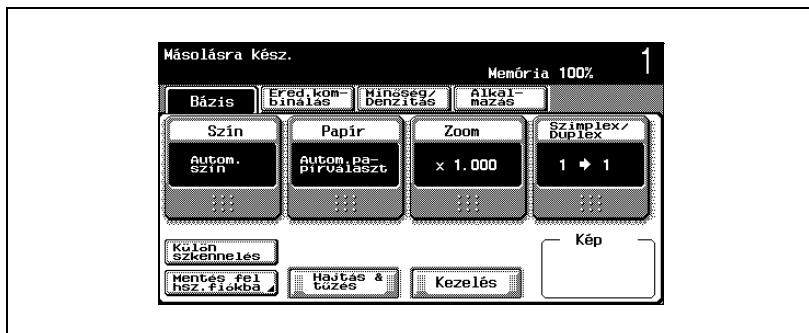 Másolásra kész.
Memória 100%
1
Bázis
Ered.kom-
binálás
Minőség/
Denzitás
Alkal-
mazás
Szín
Papír
Zoom
Szimplex/
Duplex
Autom.
szín
Autom.pa-
pírválaszt
x 1.000
1 ➔ 1
Külön
szkennelés
Kép
Mentés fel
hsz.fiókba
Hajtás &
tűzés
Kezelés